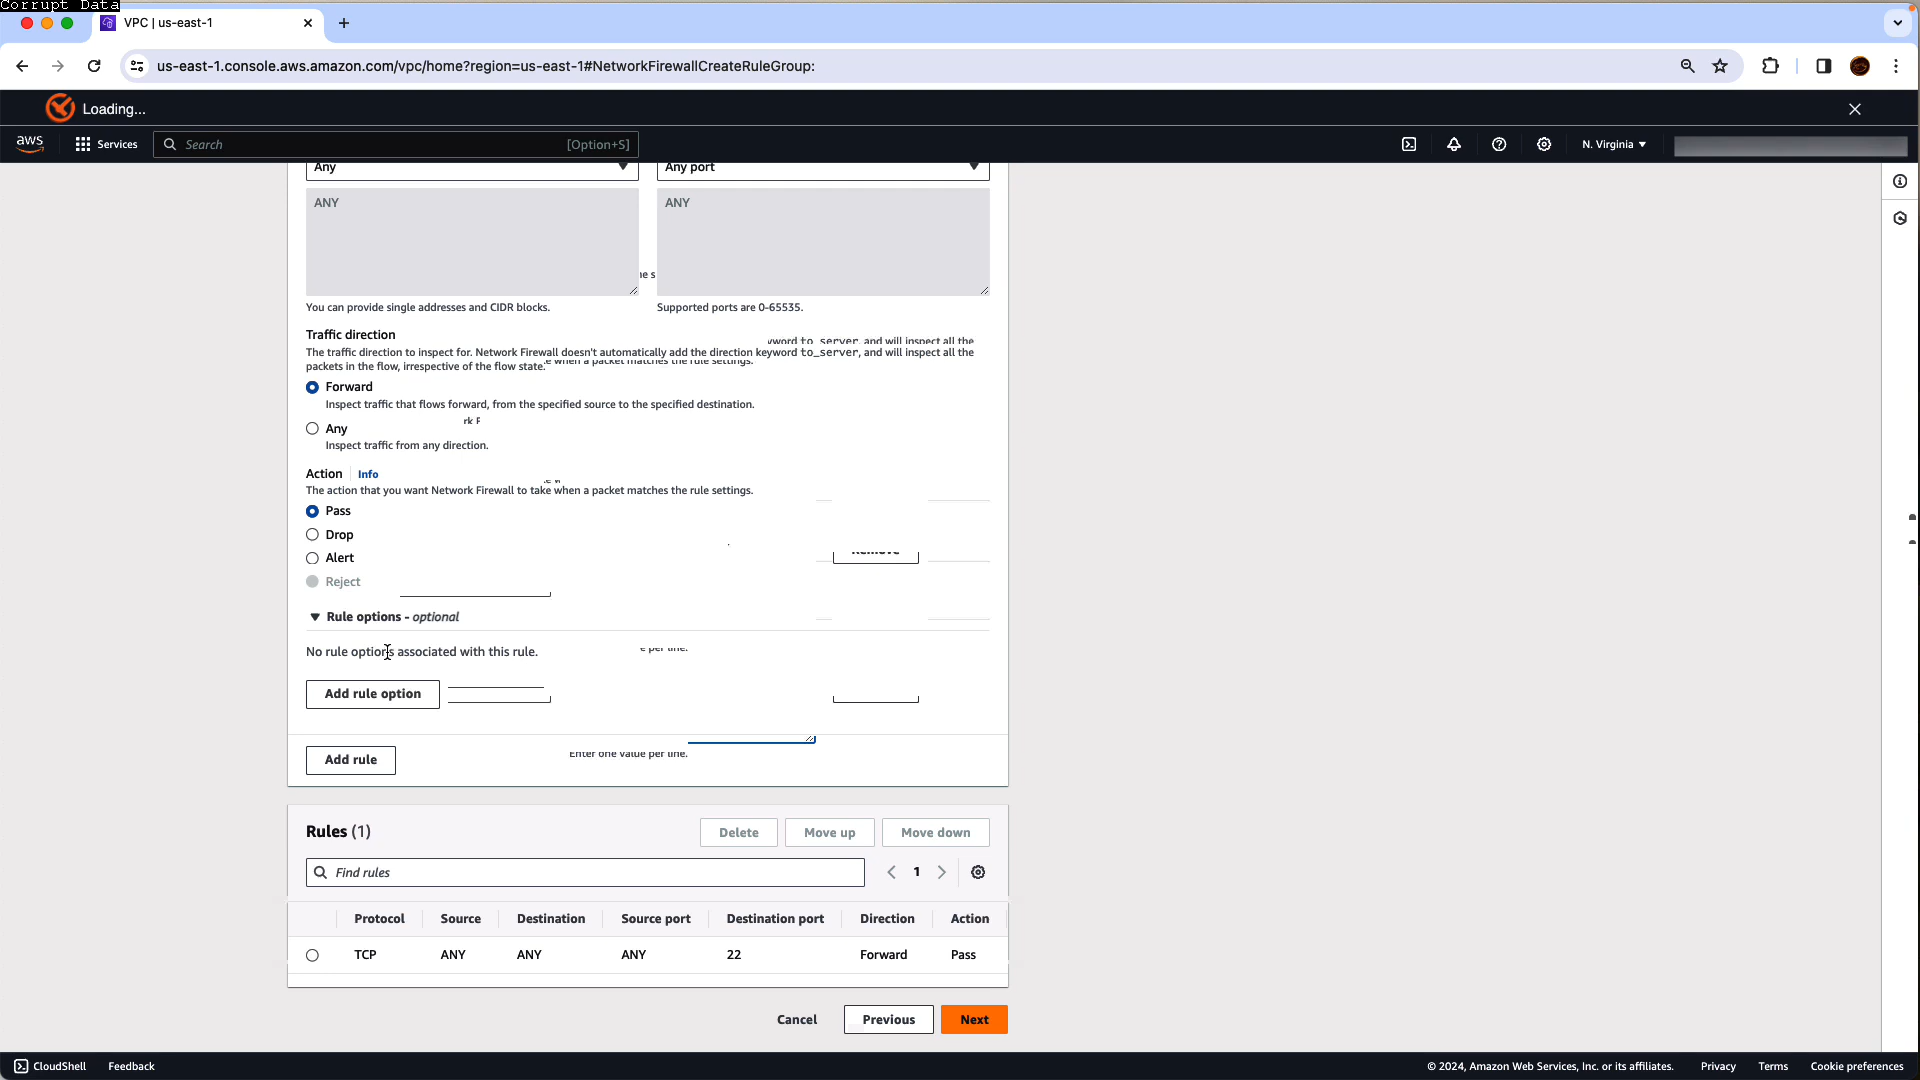 Corrupt Data
VPC | us-east-1
us-east-1.console.aws.amazon.com/vpc/home?region=us-east-1#NetworkFirewallCreateRuleGroup:
Loading...
aws Services Search [Option+S] N. Virginia
Any Any port
ANY ANY
You can provide single addresses and CIDR blocks. Supported ports are 0-65535.
Traffic direction
The traffic direction to inspect for. Network Firewall doesn't automatically add the direction keyword to_server, and will inspect all the
packets in the flow, irrespective of the flow state.
Forward
Inspect traffic that flows forward, from the specified source to the specified destination.
Any
Inspect traffic from any direction.
Action Info
The action that you want Network Firewall to take when a packet matches the rule settings.
Pass
Drop
Alert
Reject
Rule options - optional
No rule options associated with this rule.
Add rule option
Enter one value per line.
Add rule
Rules (1) Delete Move up Move down
Find rules 1
Protocol Source Destination Source port Destination port Direction Action
TCP ANY ANY ANY 22 Forward Pass
Cancel Previous Next
CloudShell Feedback © 2024, Amazon Web Services, Inc. or its affiliates. Privacy Terms Cookie preferences